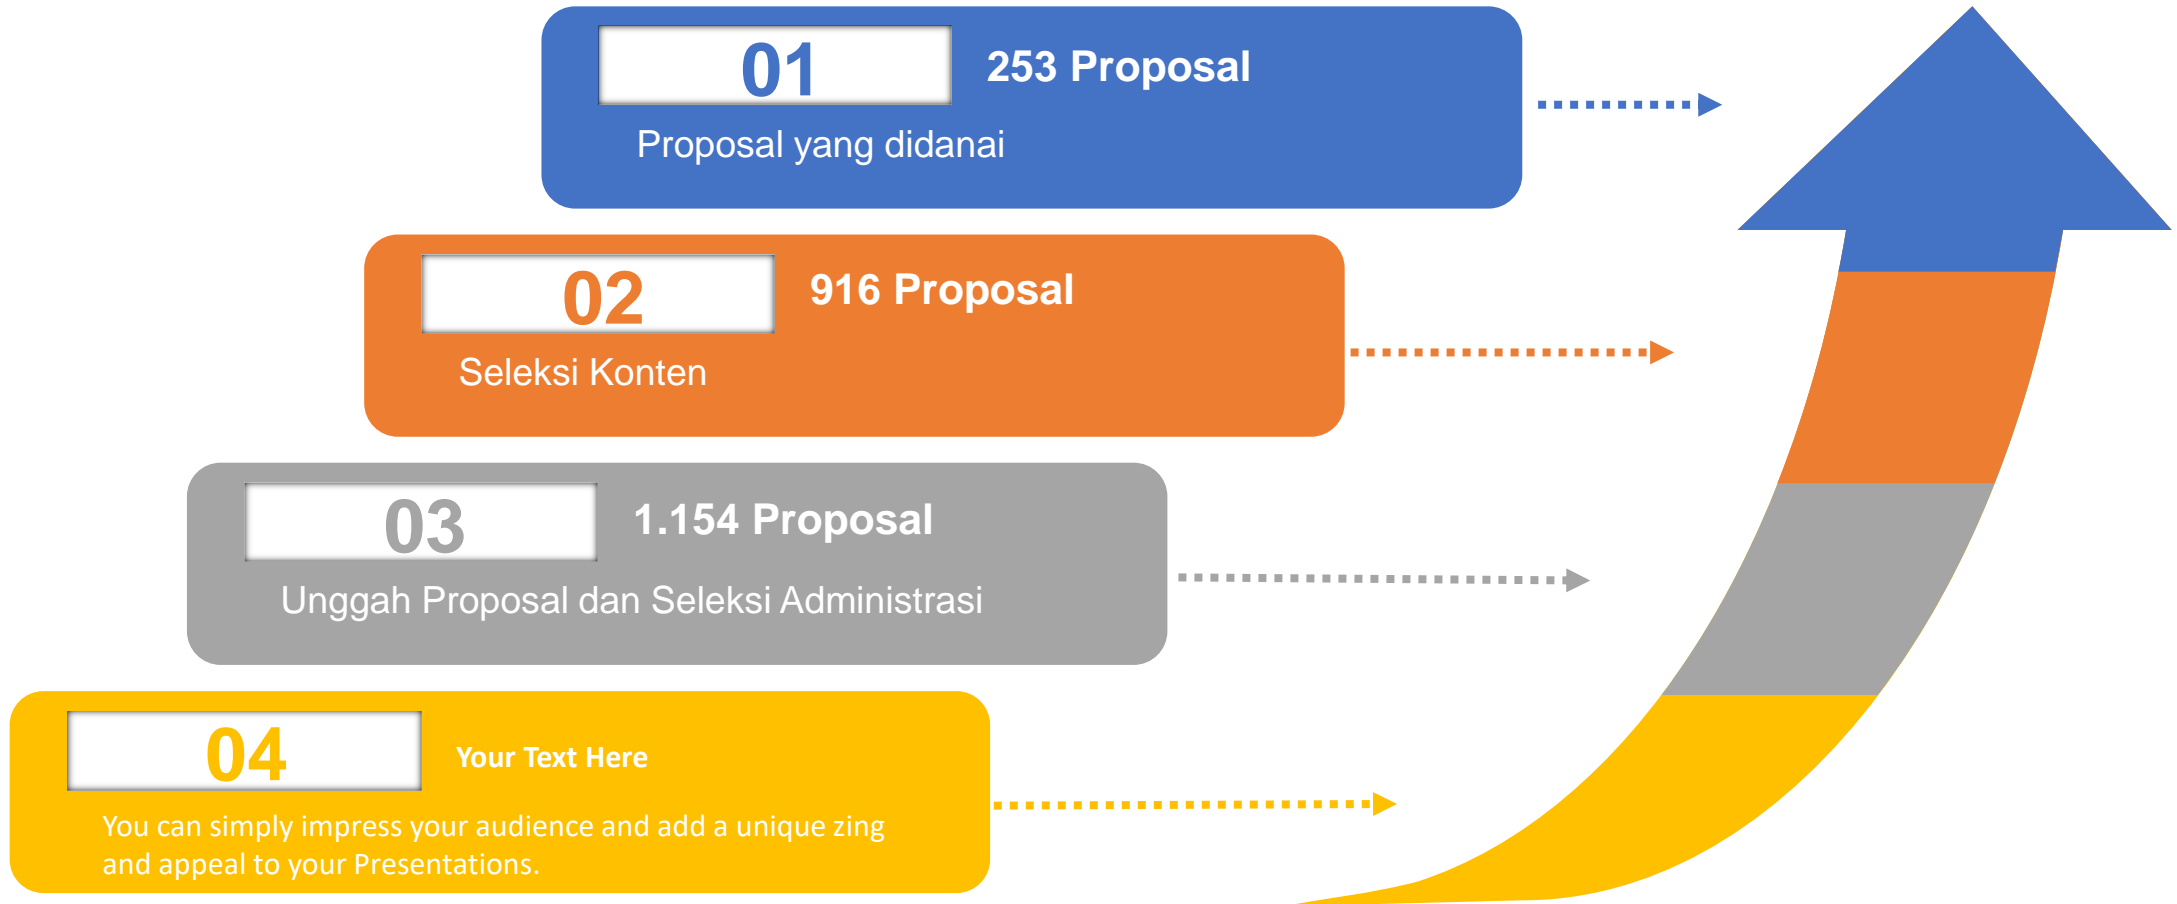 01
253 Proposal
Proposal yang didanai
02
916 Proposal
Seleksi Konten
03
1.154 Proposal
Unggah Proposal dan Seleksi Administrasi
04
Your Text Here
You can simply impress your audience and add a unique zing
and appeal to your Presentations.